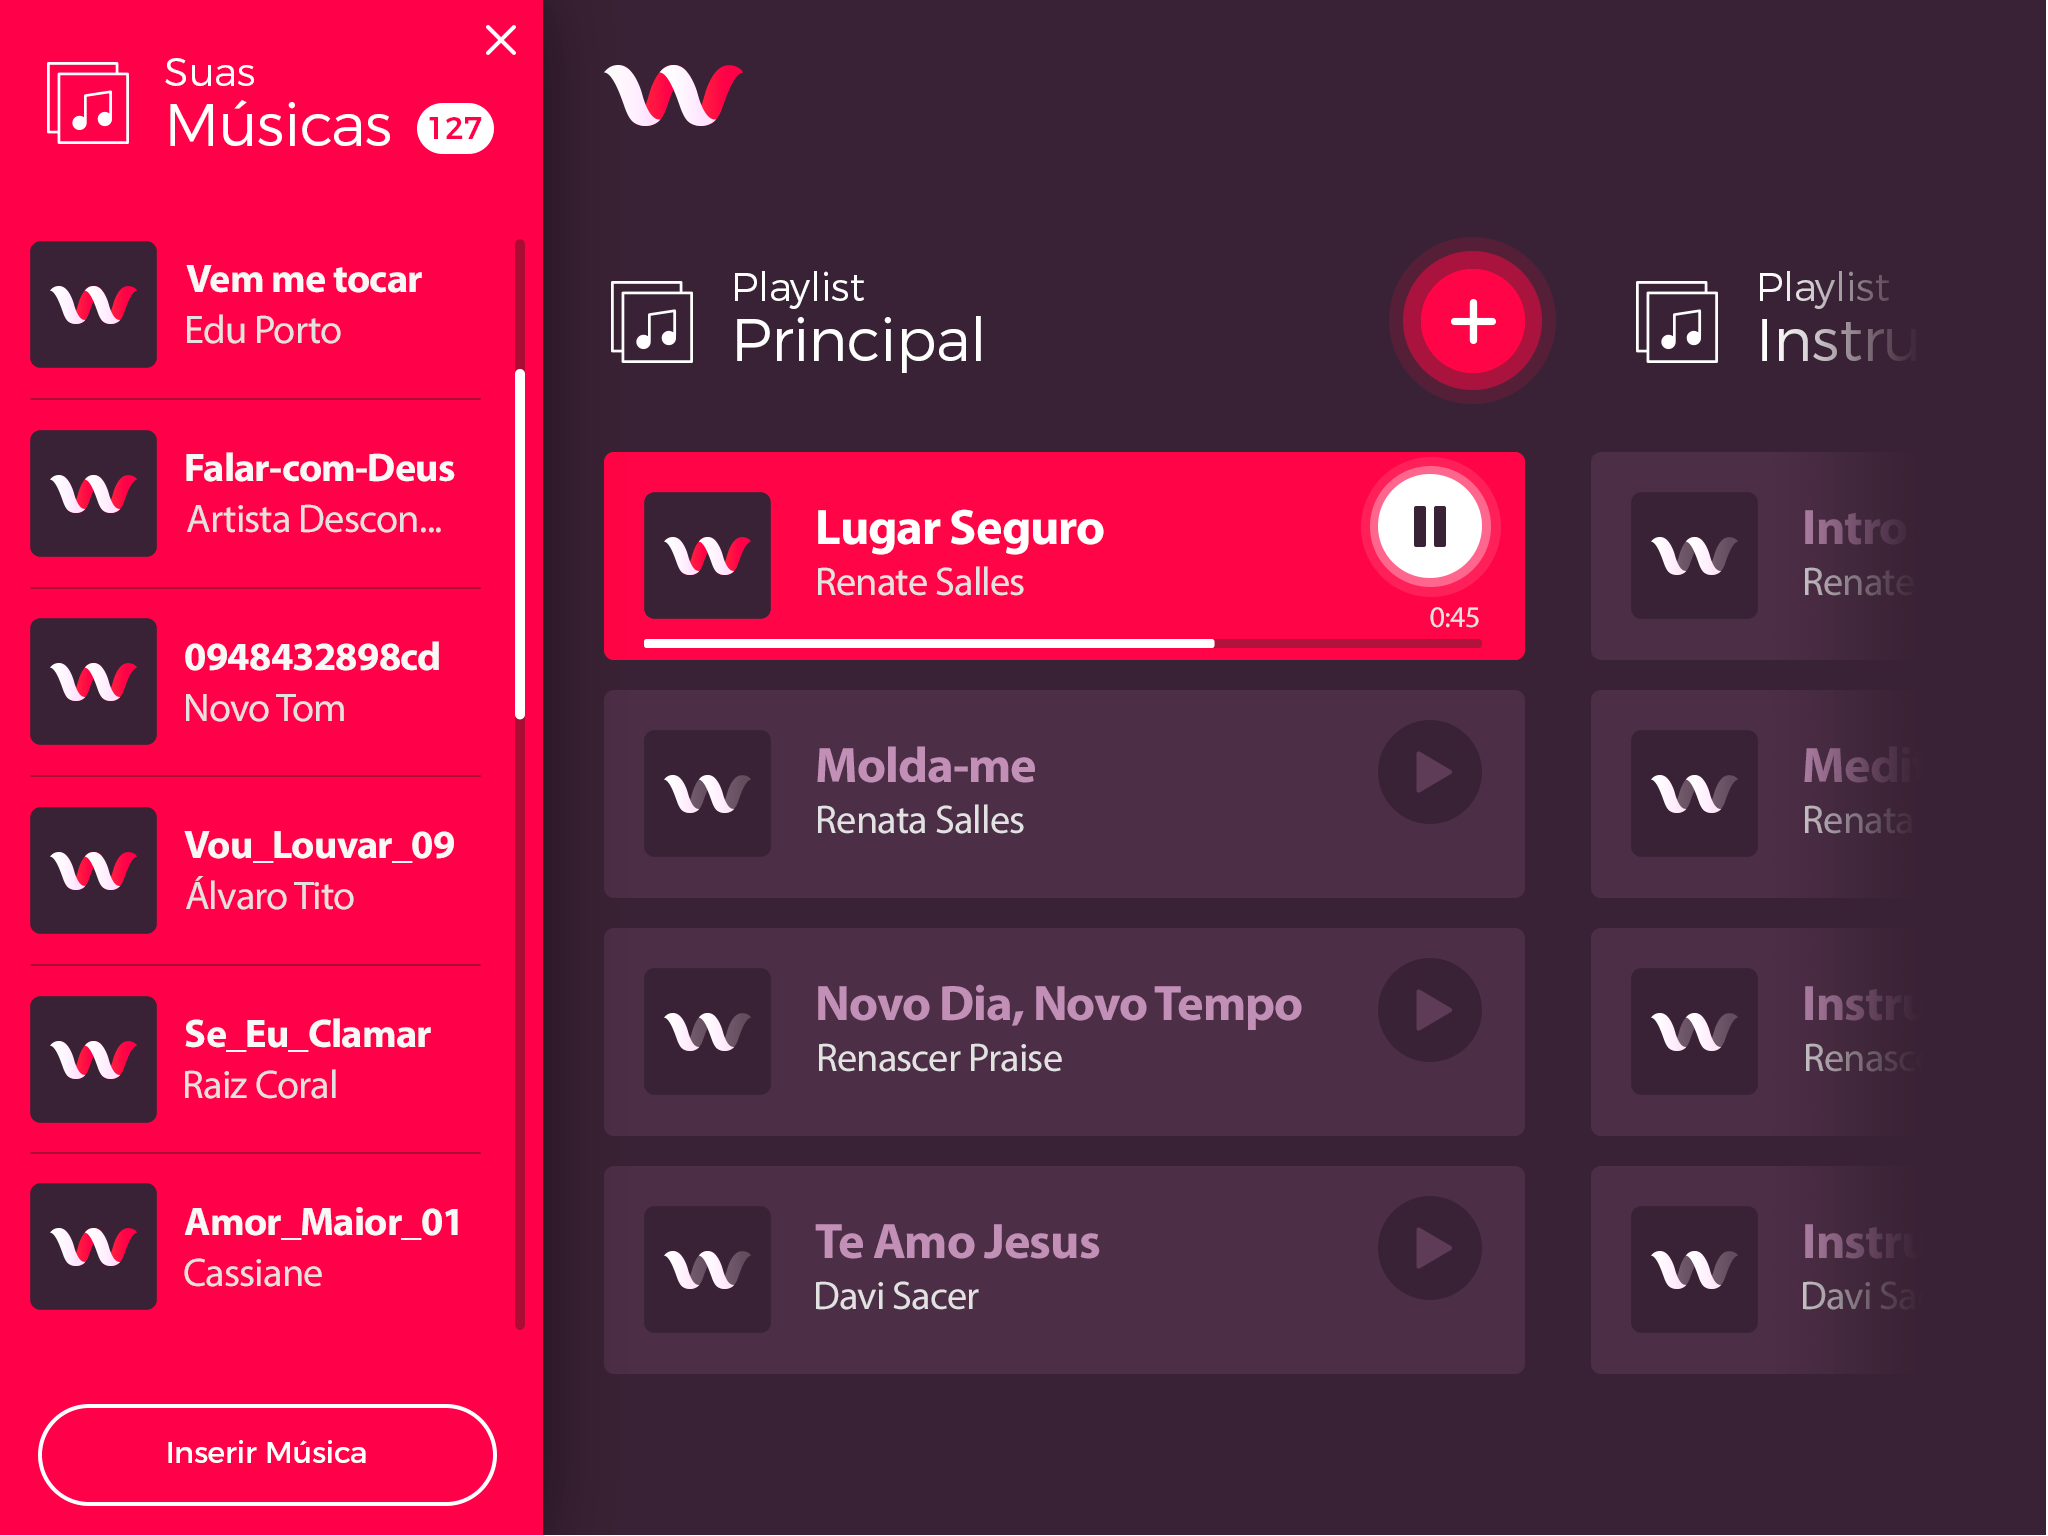 Suas
Músicas 127
Vem me tocar
Edu Porto
Falar-com-Deus
Artista Descon...
0948432898cd
Novo Tom
Vou_Louvar_09
Álvaro Tito
Se_Eu_Clamar
Raiz Coral
Amor_Maior_01
Cassiane
Inserir Música
Playlist
Principal
Lugar Seguro
Renate Salles
0:45
Molda-me
Renata Salles
Novo Dia, Novo Tempo
Renascer Praise
Te Amo Jesus
Davi Sacer
Playlist
Instru
Intro
Renate
Medi
Renata
Instru
Renasc
Instru
Davi Sa